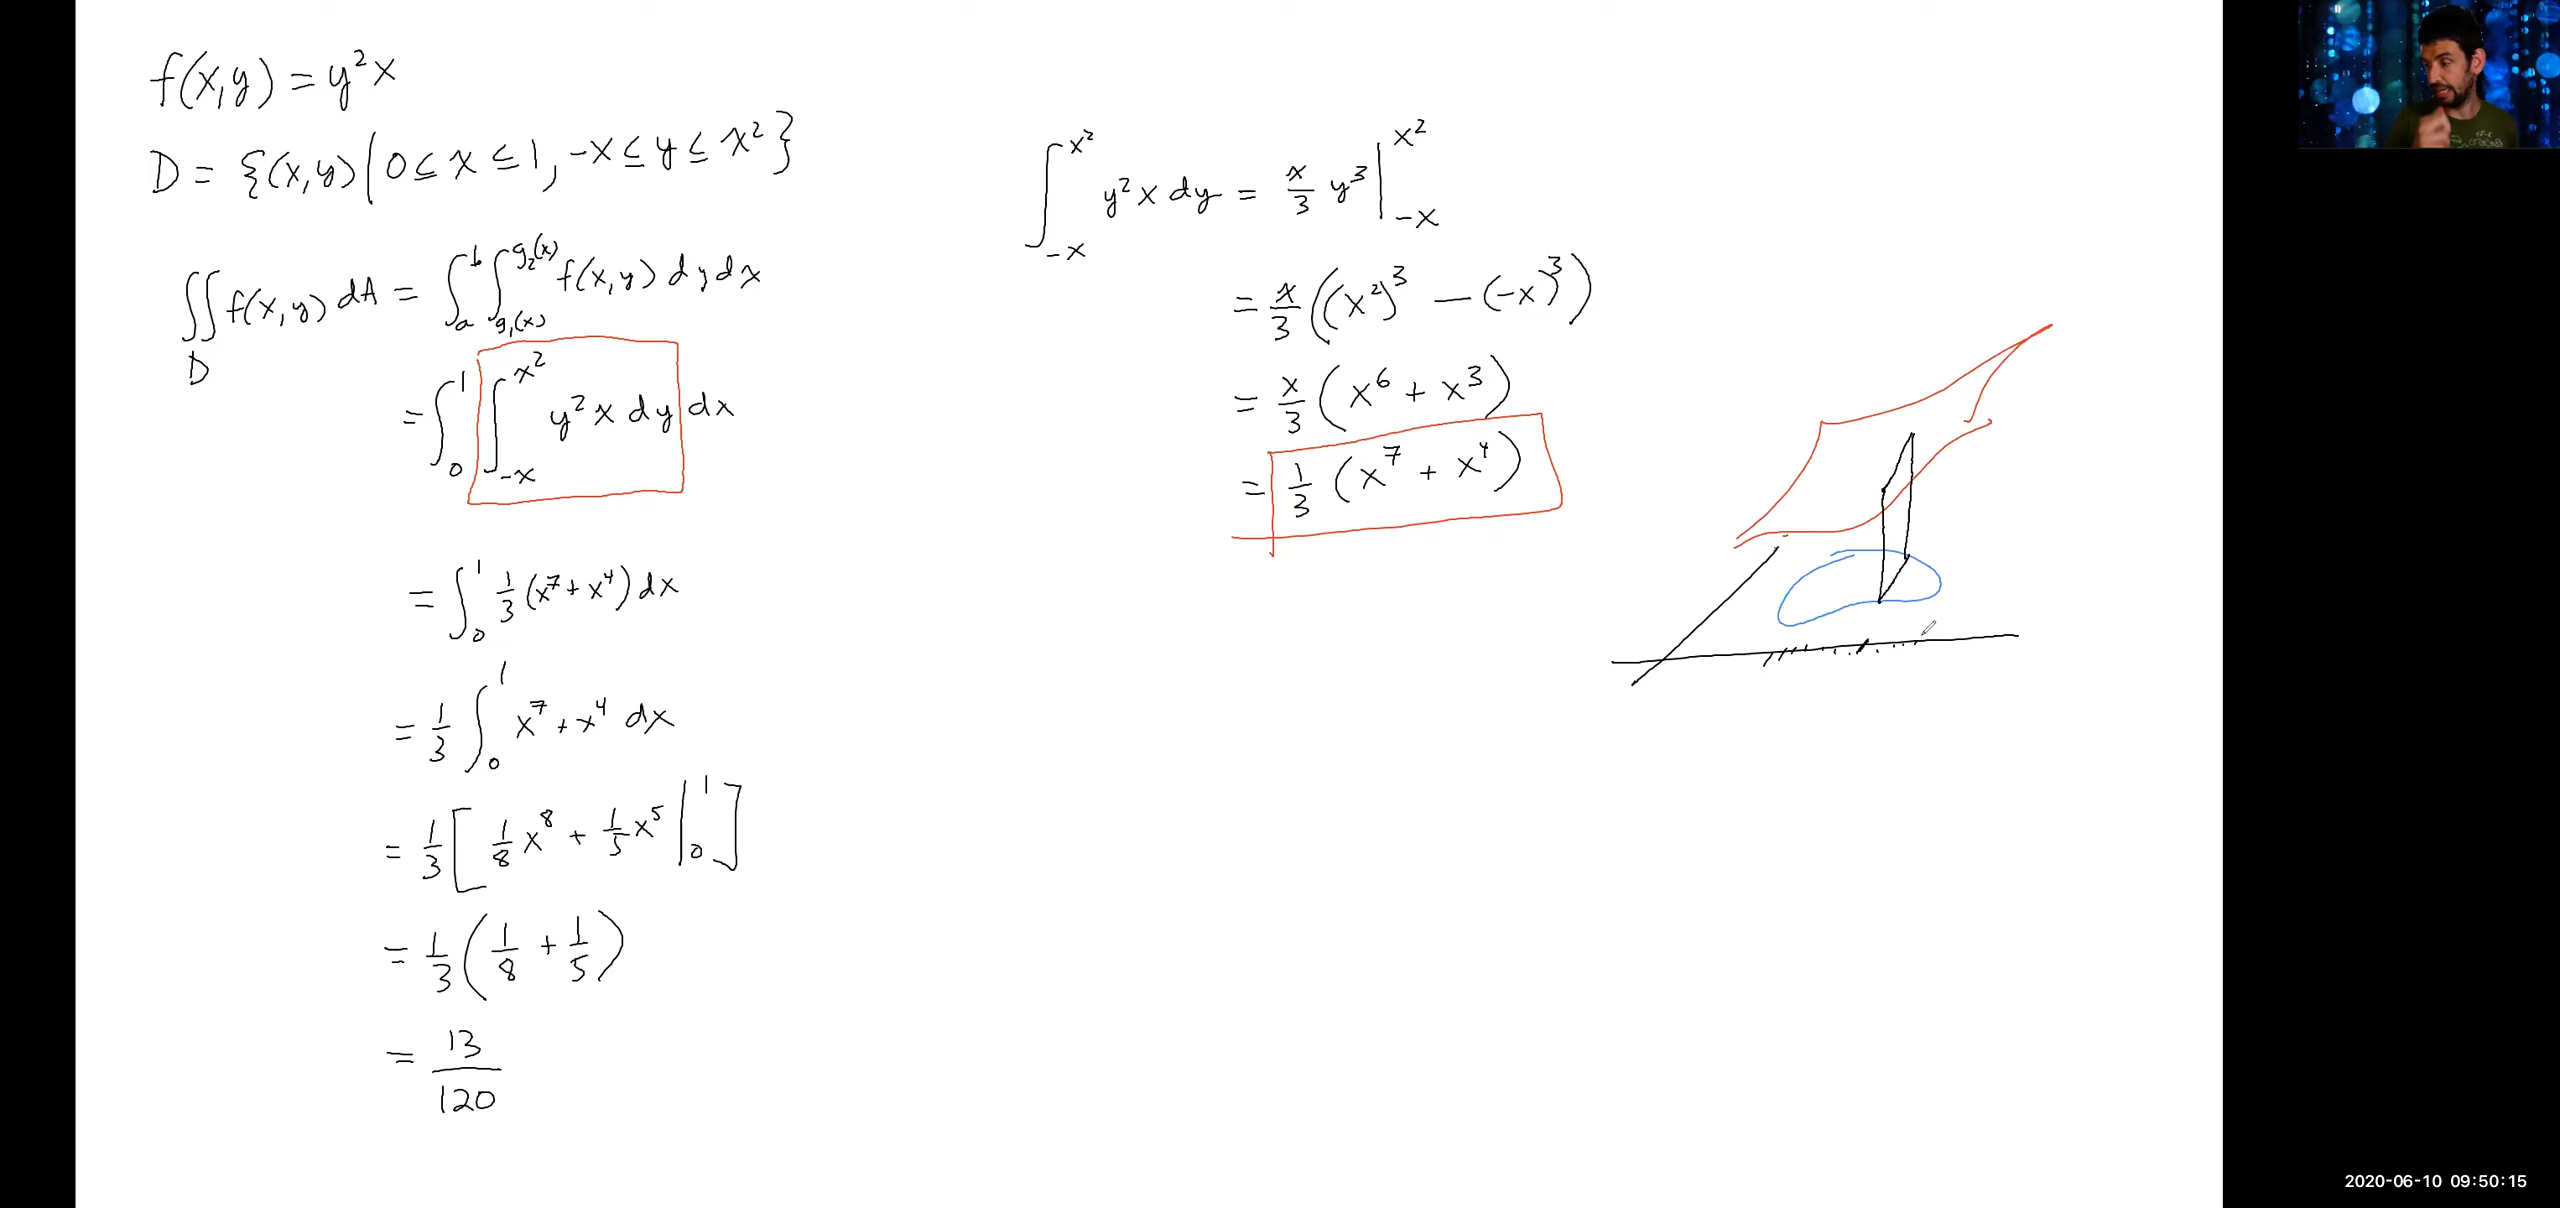 f(x,y) = y²x
D = {(x,y) | 0 ≤ x ≤ 1, -x ≤ y ≤ x²}
∬_D f(x,y) dA = ∫_a^b ∫_{g₁(x)}^{g₂(x)} f(x,y) dy dx
= ∫_0^1 ∫_{-x}^{x²} y²x dy dx
= ∫_0^1 1/3 (x⁷ + x⁴) dx
= 1/3 ∫_0^1 x⁷ + x⁴ dx
= 1/3 [ 1/8 x⁸ + 1/5 x⁵ |_0^1 ]
= 1/3 ( 1/8 + 1/5 )
= 13/120
∫_{-x}^{x²} y²x dy = x/3 y³ |_{-x}^{x²}
= x/3 ((x²)³ - (-x)³)
= x/3 (x⁶ + x³)
= 1/3 (x⁷ + x⁴)
2020-06-10 09:50:15